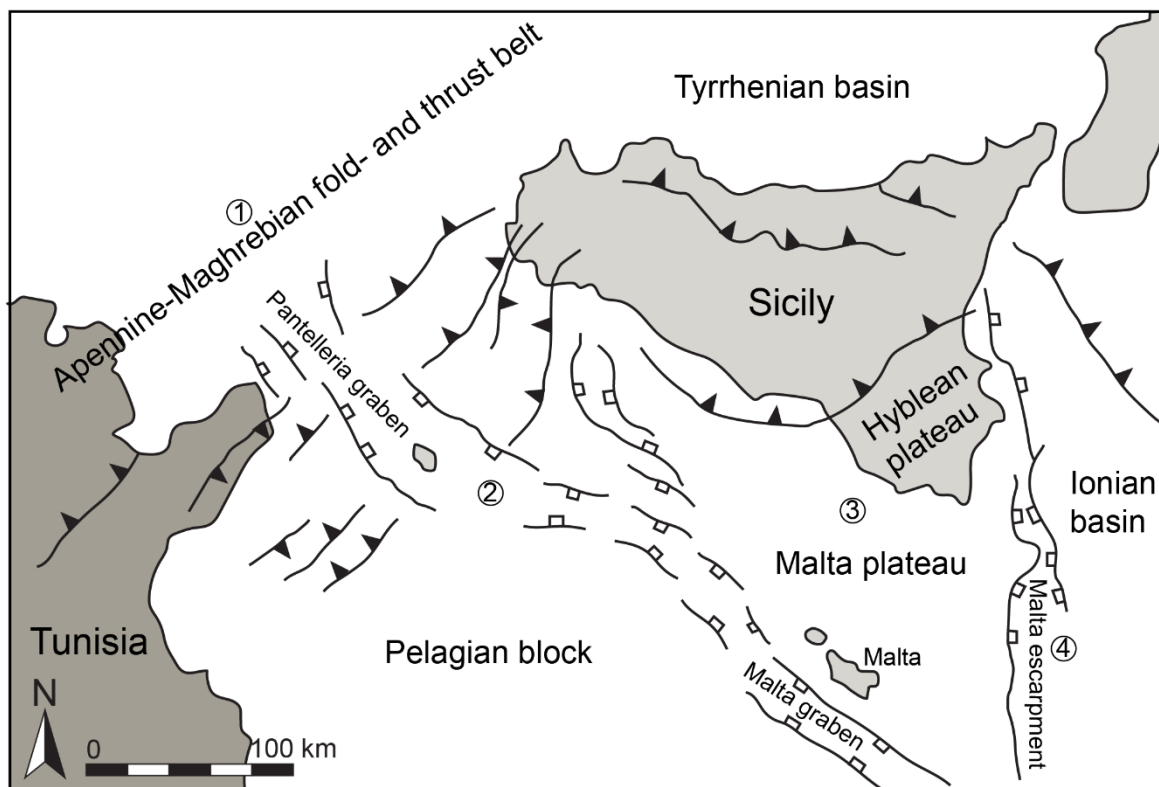 Tyrrhenian basin
Apennine-Maghrebian fold- and thrust belt
①
Pantelleria graben
Sicily
Hyblean
plateau
②
③
Ionian
basin
Malta plateau
Tunisia
Pelagian block
Malta
Malta escarpment
④
Malta graben
N
0
100 km